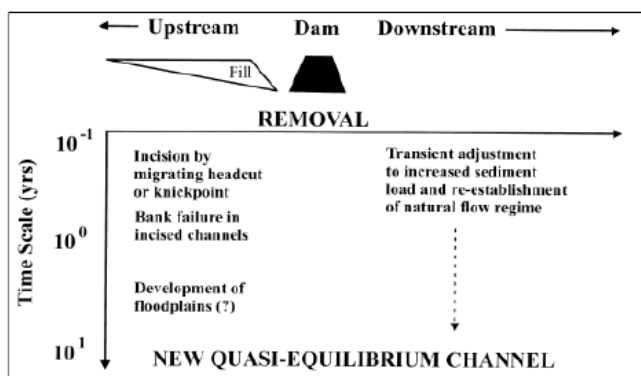 Upstream Dam Downstream
Fill
REMOVAL
Time Scale (yrs)
10-1
Incision by
migrating headcut
or knickpoint
Transient adjustment
to increased sediment
load and re-establishment
of natural flow regime
Bank failure in
incised channels
100
Development of
floodplains (?)
101
NEW QUASI-EQUILIBRIUM CHANNEL